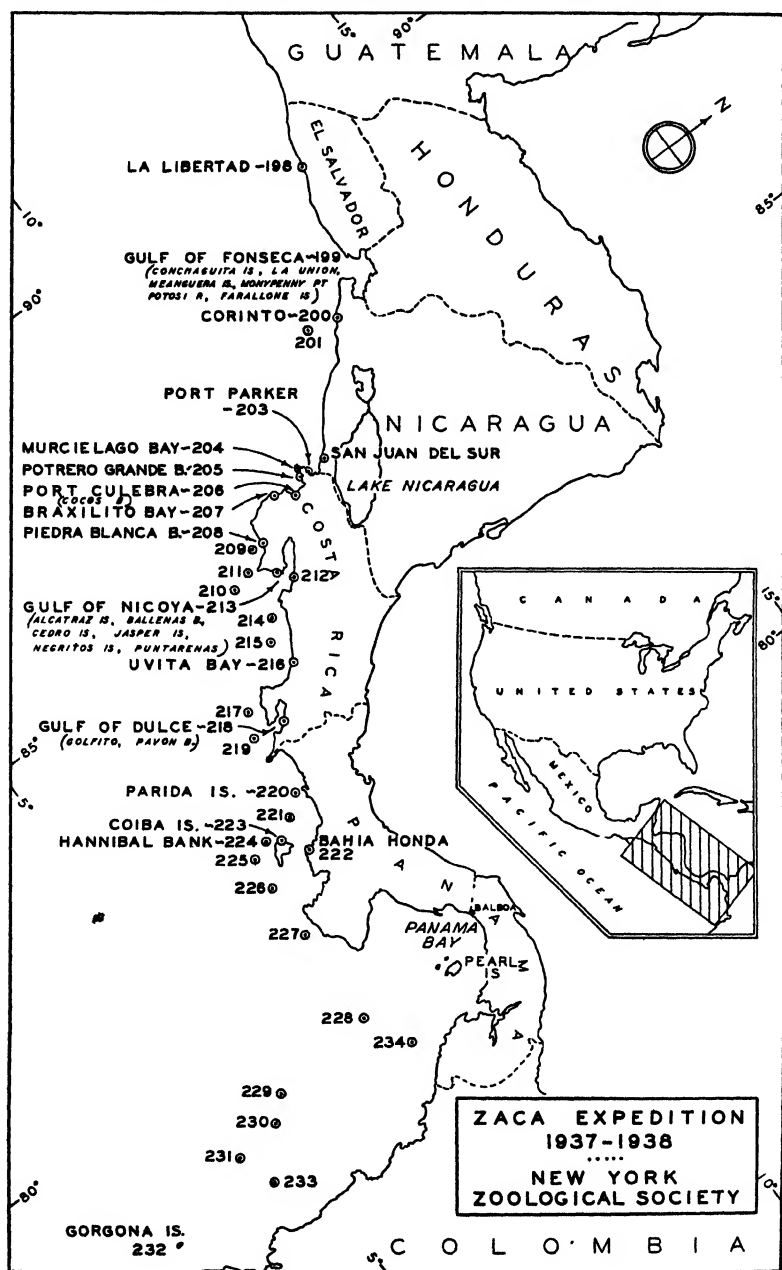 15°
90°
GUATEMALA
N
EL SALVADOR
HONDURAS
LA LIBERTAD-198
85°
10°
GULF OF FONSECA-199
(CONCHAGUITA IS, LA UNION,
MEANGUERA IS., MONYPENNY PT
POTOSI R, FARALLONE IS)
90°
CORINTO-200
201
PORT PARKER
-203
NICARAGUA
MURCIELAGO BAY-204
SAN JUAN DEL SUR
POTRERO GRANDE B.-205
LAKE NICARAGUA
PORT CULEBRA-206
(COCOS B)
BRAXILITO BAY-207
PIEDRA BLANCA B.-208
COSTA
RICA
209
211
212
210
GULF OF NICOYA-213
(ALCATRAZ IS, BALLENAS B.,
CEDRO IS, JASPER IS,
NEGRITOS IS, PUNTARENAS)
214
215
UVITA BAY-216
15°
80°
CANADA
UNITED STATES
MEXICO
PACIFIC OCEAN
217
GULF OF DULCE-218
(GOLFITO, PAVON B.)
219
85°
5°
PARIDA IS.-220
221
COIBA IS.-223
HANNIBAL BANK-224
BAHIA HONDA
222
225
226
PANAMA
BALBOA
PANAMA
BAY
227
PEARL
IS
228
234
229
230
231
233
ZACA EXPEDITION
1937-1938
.....
NEW YORK
ZOOLOGICAL SOCIETY
80°
10°
GORGONA IS.
232
5°
COLOMBIA